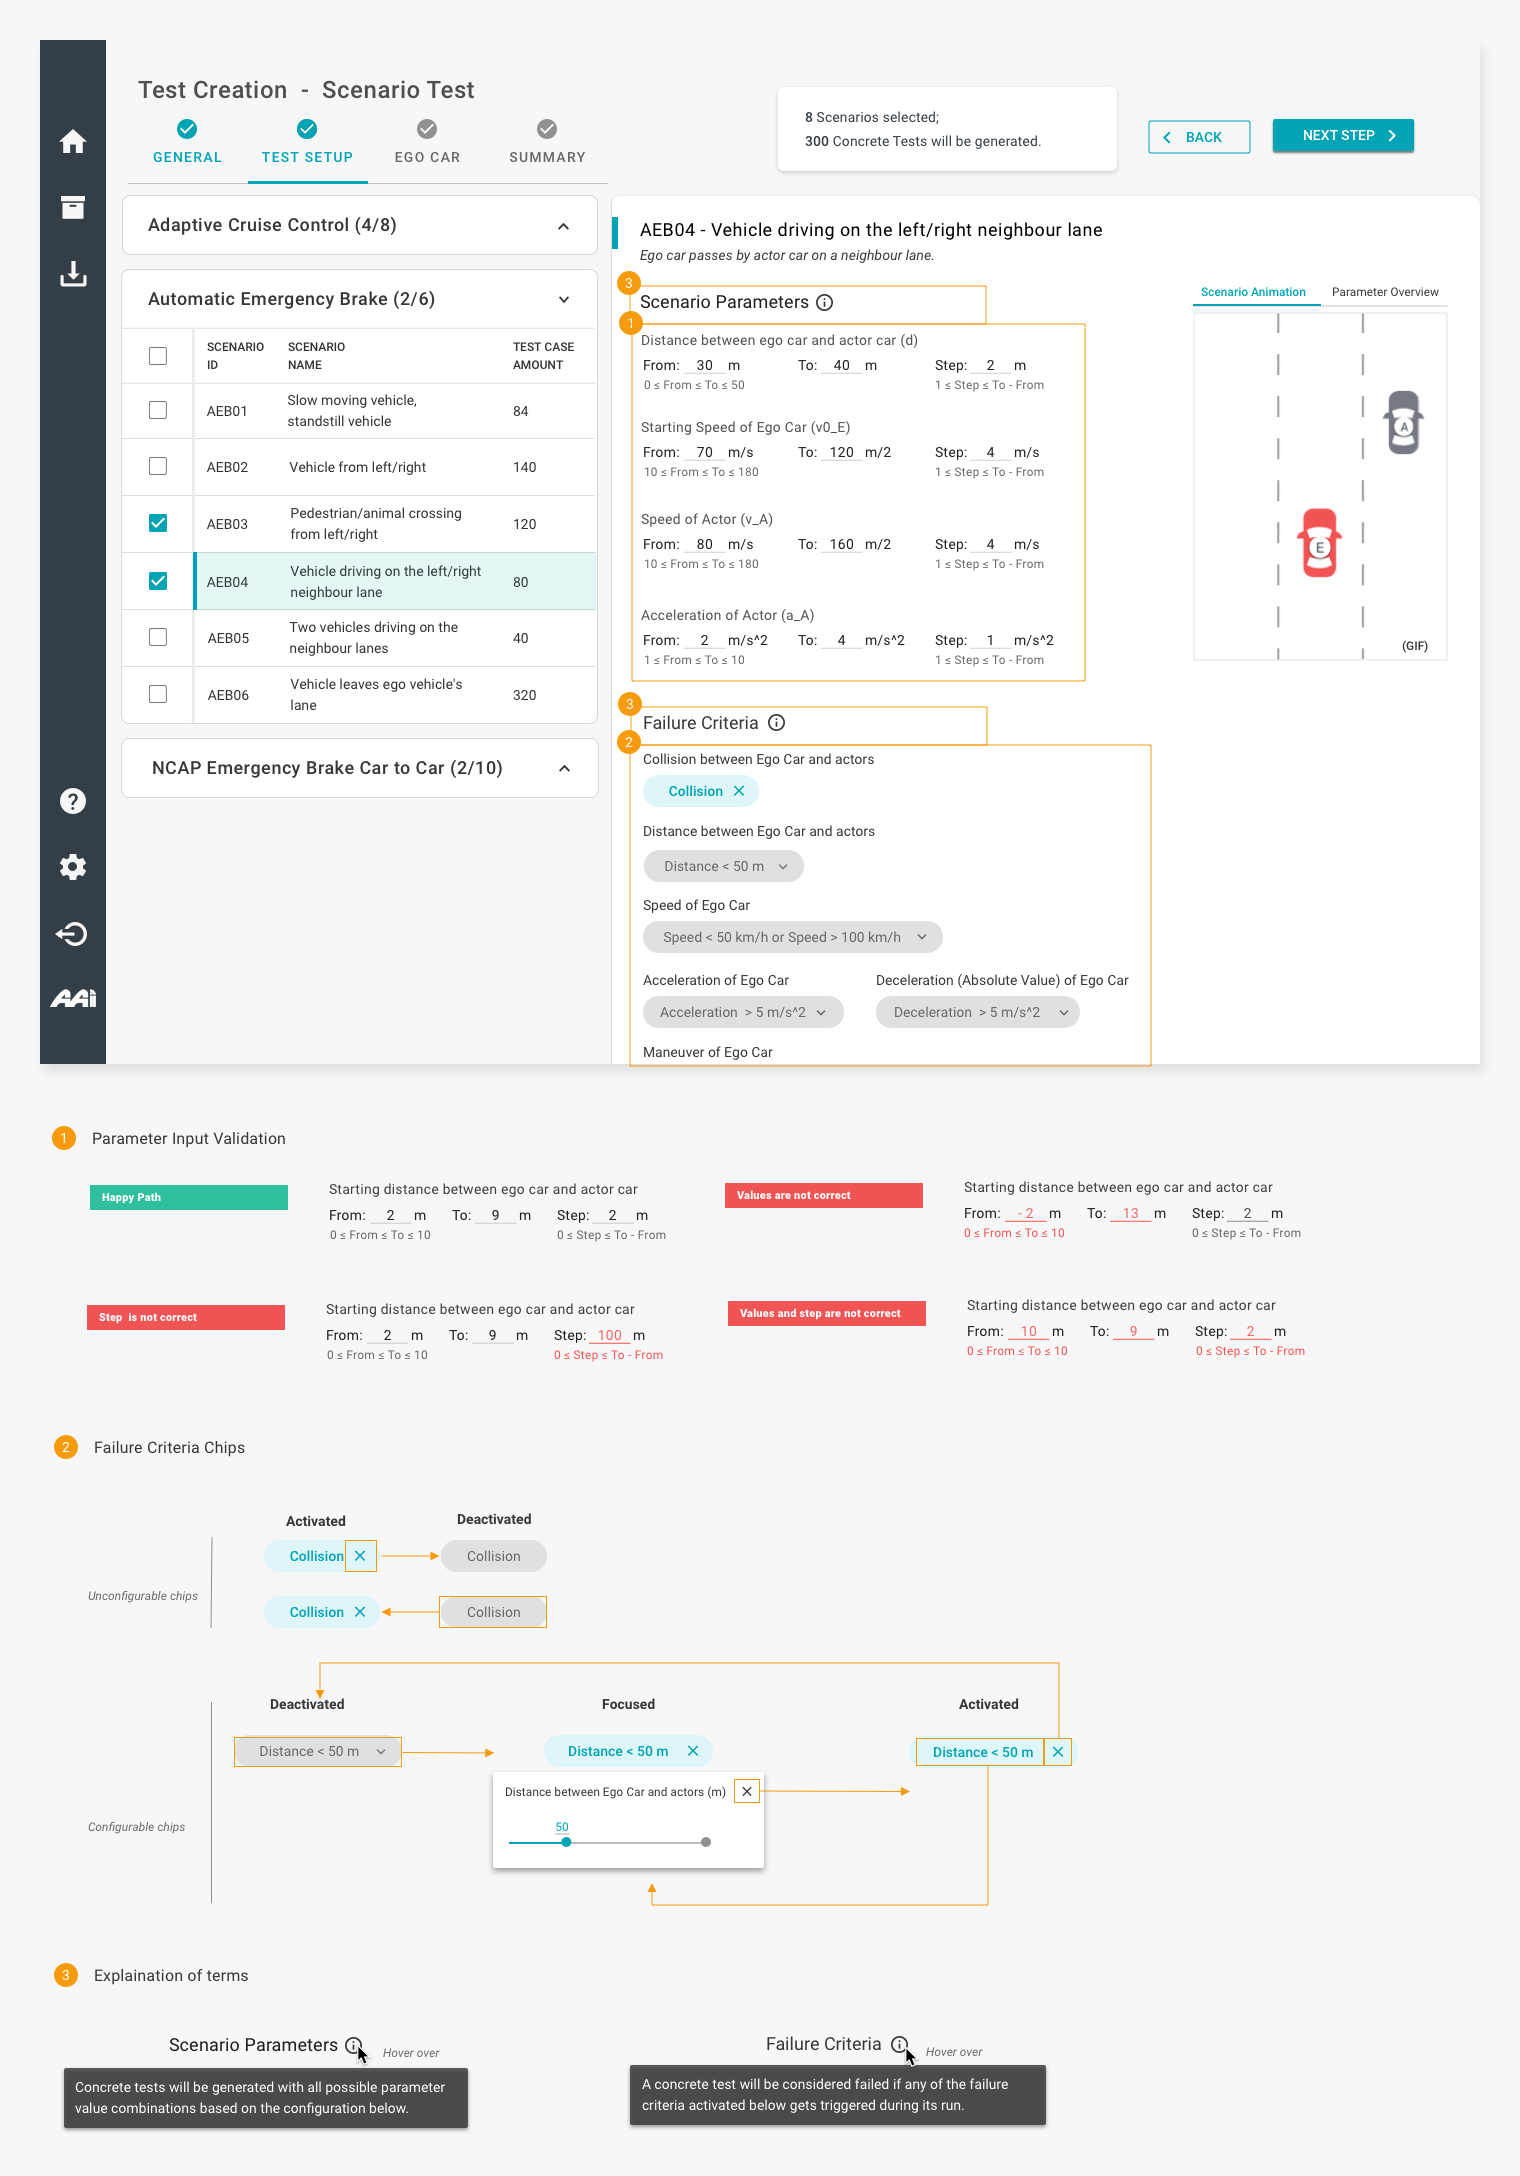 Test Creation - Scenario Test
GENERAL
TEST SETUP
EGO CAR
SUMMARY
8 Scenarios selected;
300 Concrete Tests will be generated.
BACK
NEXT STEP
Adaptive Cruise Control (4/8)
Automatic Emergency Brake (2/6)
SCENARIO ID
SCENARIO NAME
TEST CASE AMOUNT
AEB01
Slow moving vehicle,
standstill vehicle
84
AEB02
Vehicle from left/right
140
AEB03
Pedestrian/animal crossing
from left/right
120
AEB04
Vehicle driving on the left/right
neighbour lane
80
AEB05
Two vehicles driving on the
neighbour lanes
40
AEB06
Vehicle leaves ego vehicle's
lane
320
NCAP Emergency Brake Car to Car (2/10)
?
AAi
AEB04 - Vehicle driving on the left/right neighbour lane
Ego car passes by actor car on a neighbour lane.
3
Scenario Parameters
1
Distance between ego car and actor car (d)
From: 30 m To: 40 m Step: 2 m
0 ≤ From ≤ To ≤ 50 1 ≤ Step ≤ To - From
Starting Speed of Ego Car (v0_E)
From: 70 m/s To: 120 m/2 Step: 4 m/s
10 ≤ From ≤ To ≤ 180 1 ≤ Step ≤ To - From
Speed of Actor (v_A)
From: 80 m/s To: 160 m/2 Step: 4 m/s
10 ≤ From ≤ To ≤ 180 1 ≤ Step ≤ To - From
Acceleration of Actor (a_A)
From: 2 m/s^2 To: 4 m/s^2 Step: 1 m/s^2
1 ≤ From ≤ To ≤ 10 1 ≤ Step ≤ To - From
Scenario Animation
Parameter Overview
A
E
(GIF)
3
Failure Criteria
2
Collision between Ego Car and actors
Collision
Distance between Ego Car and actors
Distance < 50 m
Speed of Ego Car
Speed < 50 km/h or Speed > 100 km/h
Acceleration of Ego Car
Deceleration (Absolute Value) of Ego Car
Acceleration > 5 m/s^2
Deceleration > 5 m/s^2
Maneuver of Ego Car
1
Parameter Input Validation
Happy Path
Starting distance between ego car and actor car
From: 2 m To: 9 m Step: 2 m
0 ≤ From ≤ To ≤ 10 0 ≤ Step ≤ To - From
Values are not correct
Starting distance between ego car and actor car
From: - 2 m To: 13 m Step: 2 m
0 ≤ From ≤ To ≤ 10 0 ≤ Step ≤ To - From
Step is not correct
Starting distance between ego car and actor car
From: 2 m To: 9 m Step: 100 m
0 ≤ From ≤ To ≤ 10 0 ≤ Step ≤ To - From
Values and step are not correct
Starting distance between ego car and actor car
From: 10 m To: 9 m Step: 2 m
0 ≤ From ≤ To ≤ 10 0 ≤ Step ≤ To - From
2
Failure Criteria Chips
Activated
Deactivated
Collision
Collision
Unconfigurable chips
Collision
Collision
Deactivated
Focused
Activated
Distance < 50 m
Distance < 50 m
Distance < 50 m
Distance between Ego Car and actors (m)
50
Configurable chips
3
Explaination of terms
Scenario Parameters
Hover over
Concrete tests will be generated with all possible parameter
value combinations based on the configuration below.
Failure Criteria
Hover over
A concrete test will be considered failed if any of the failure
criteria activated below gets triggered during its run.